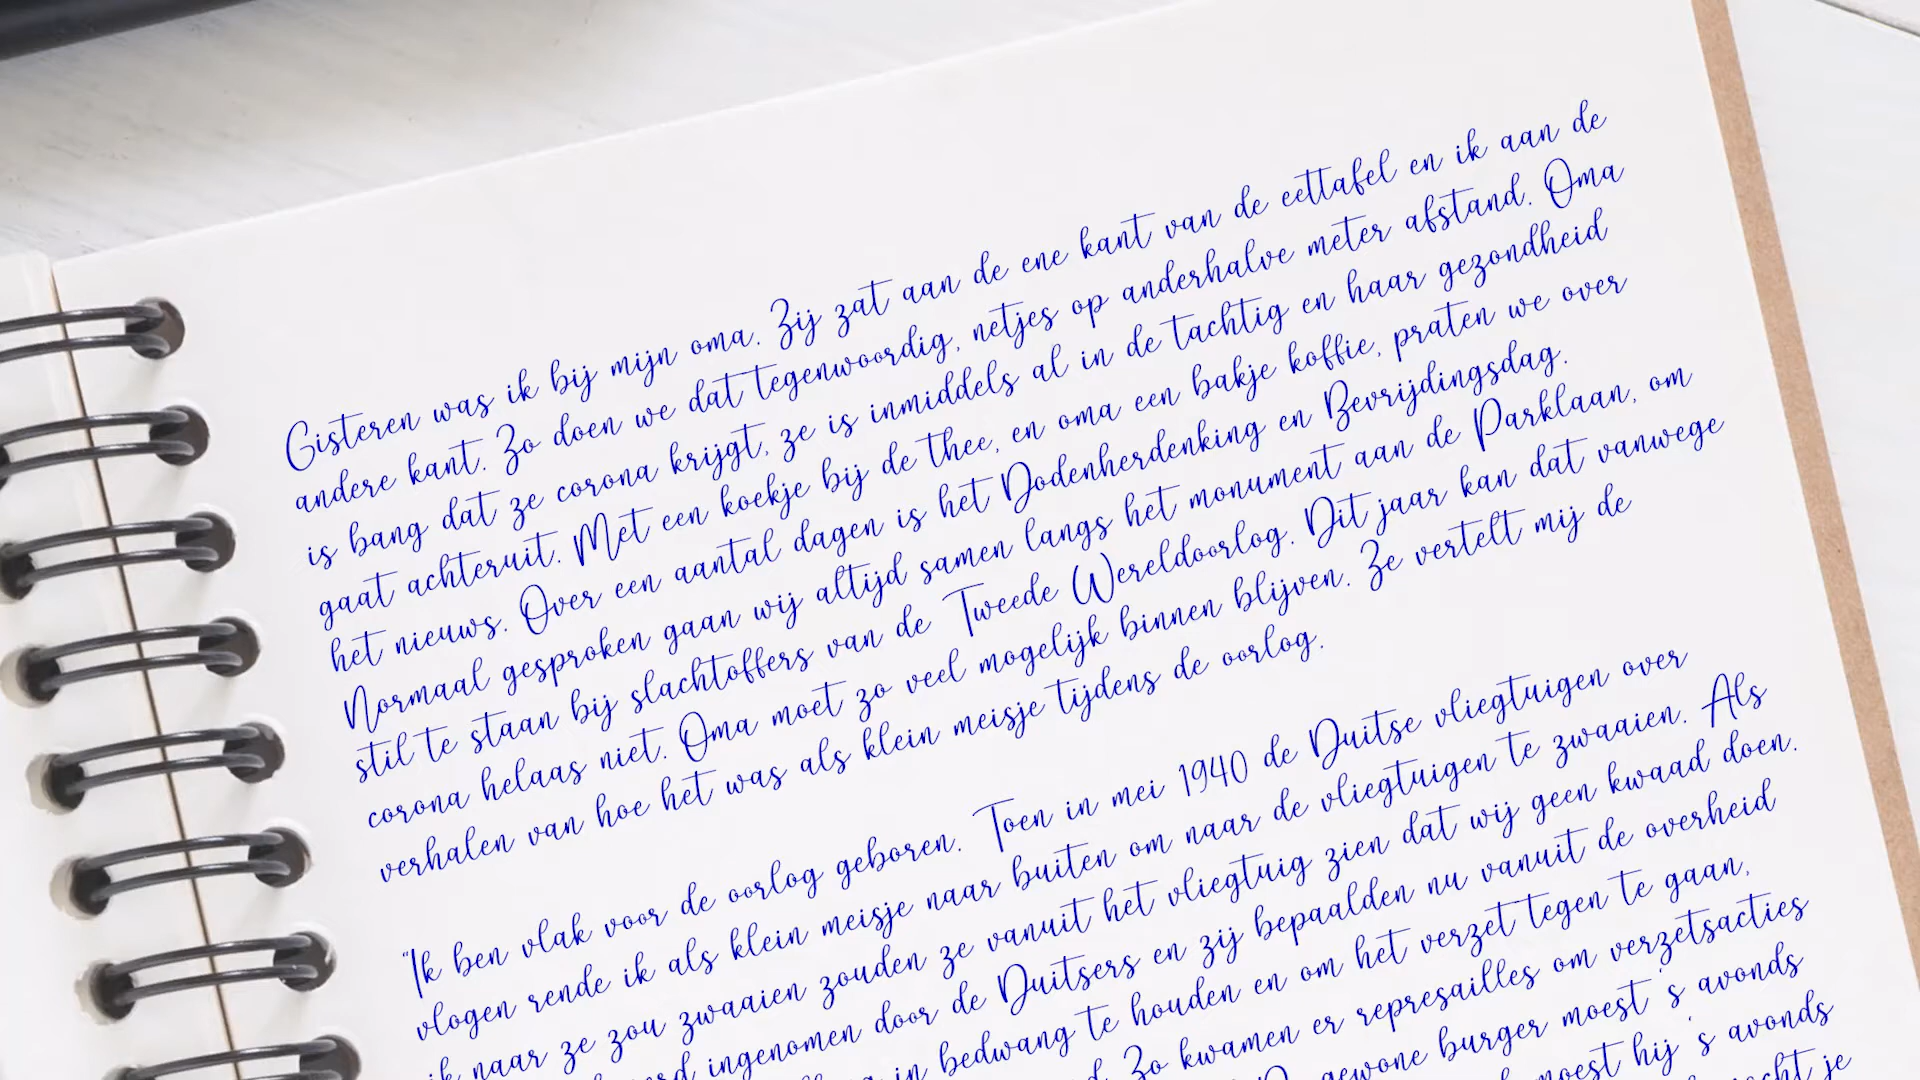 Gisteren was ik bij mijn oma. Zij zat aan de ene kant van de eettafel en ik aan de
andere kant. Zo doen we dat tegenwoordig, netjes op anderhalve meter afstand. Oma
is bang dat ze corona krijgt, ze is inmiddels al in de tachtig en haar gezondheid
gaat achteruit. Met een koekje bij de thee, en oma een bakje koffie, praten we over
het nieuws. Over een aantal dagen is het Dodenherdenking en Bevrijdingsdag.
Normaal gesproken gaan wij altijd samen langs het monument aan de Parklaan, om
stil te staan bij slachtoffers van de Tweede Wereldoorlog. Dit jaar kan dat vanwege
corona helaas niet. Oma moet zo veel mogelijk binnen blijven. Ze vertelt mij de
verhalen van hoe het was als klein meisje tijdens de oorlog.
"Ik ben vlak voor de oorlog geboren. Toen in mei 1940 de Duitse vliegtuigen over
vlogen rende ik als klein meisje naar buiten om naar de vliegtuigen te zwaaien. Als
ik naar ze zou zwaaien zouden ze vanuit het vliegtuig zien dat wij geen kwaad doen.
ingenomen door de Duitsers en zij bepaalden nu vanuit de overheid
in bedwang te houden en om het verzet tegen te gaan,
Zo kwamen er represailles om verzetsacties
gewone burger moest 's avonds
moest hij 's avonds
je